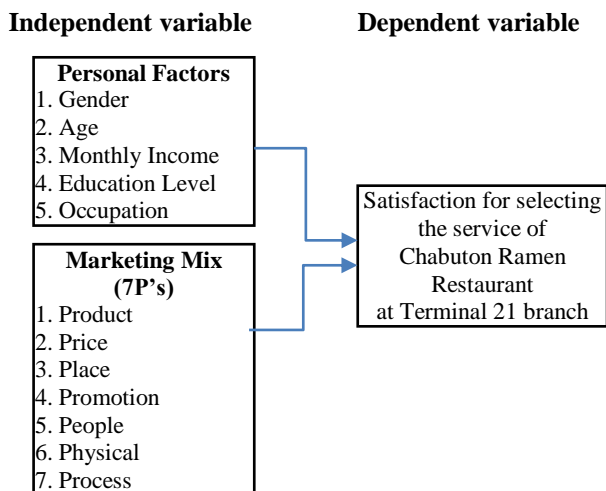 Independent variable
Personal Factors
1. Gender
2. Age
3. Monthly Income
4. Education Level
5. Occupation
Marketing Mix
(7P's)
1. Product
2. Price
3. Place
4. Promotion
5. People
6. Physical
7. Process
Dependent variable
Satisfaction for selecting
the service of
Chabuton Ramen
Restaurant
at Terminal 21 branch